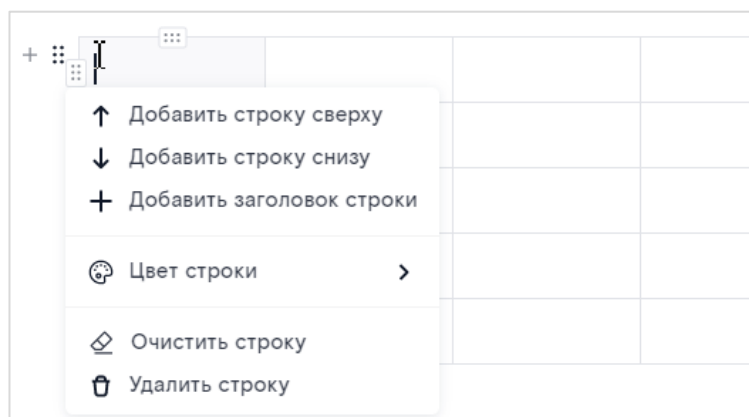 Добавить строку сверху
Добавить строку снизу
Добавить заголовок строки
Цвет строки
Очистить строку
Удалить строку